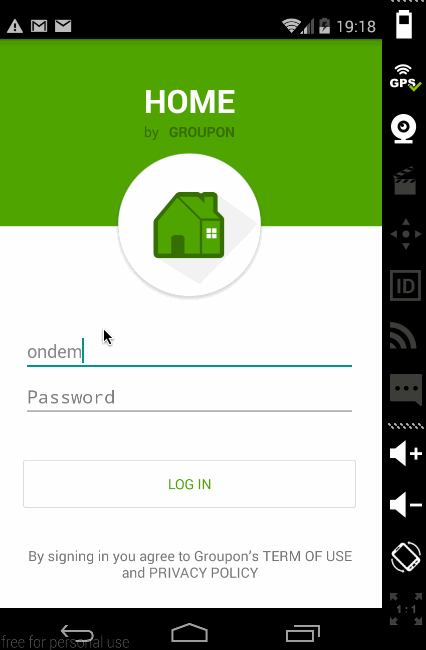 19:18
GPS
HOME
by GROUPON
ID
ondem
Password
LOG IN
By signing in you agree to Groupon's TERM OF USE
and PRIVACY POLICY
1:1
free for personal use